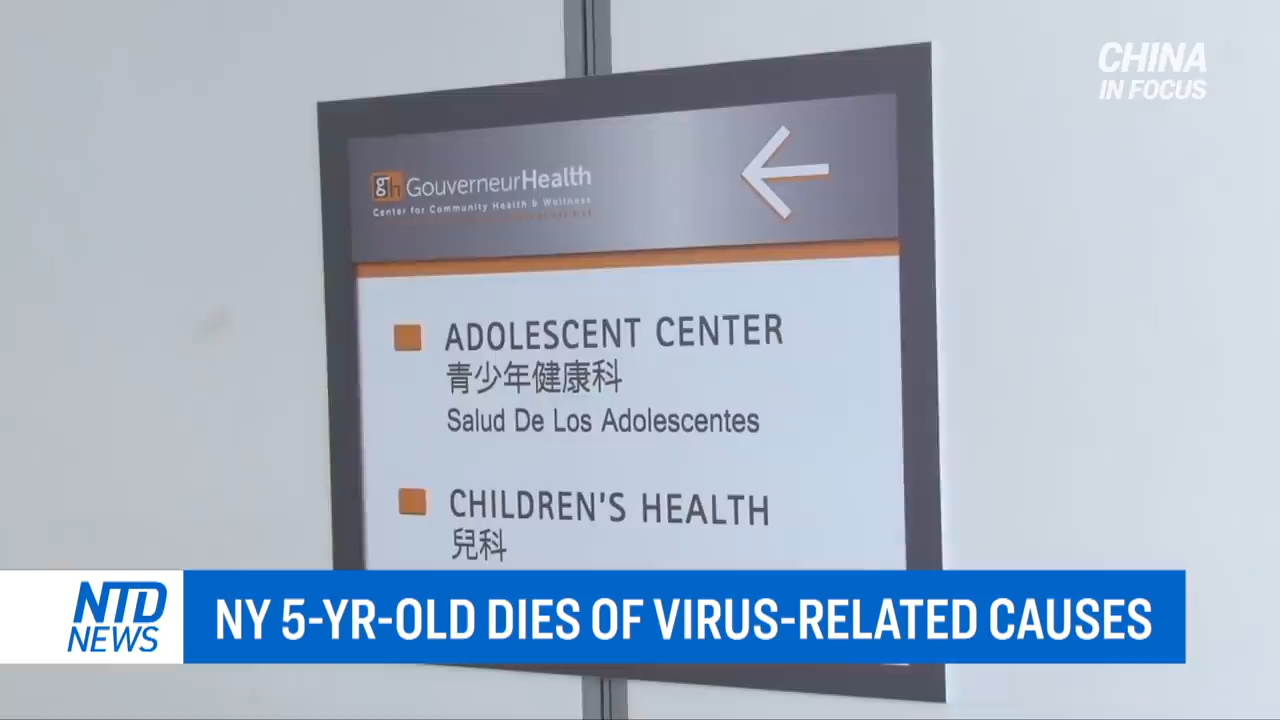 CHINA
IN FOCUS
gh GouverneurHealth
Center for Community Health & Wellness
ADOLESCENT CENTER
青少年健康科
Salud De Los Adolescentes
CHILDREN'S HEALTH
兒科
NTD
NEWS
NY 5-YR-OLD DIES OF VIRUS-RELATED CAUSES